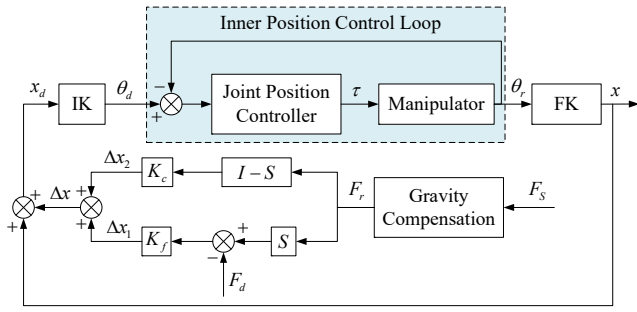 Inner Position Control Loop
x_d
IK
θ_d
−
+
Joint Position
Controller
τ
Manipulator
θ_r
FK
x
Δx_2
K_c
I − S
F_r
Gravity
Compensation
F_S
+
Δx
+
+
+
Δx_1
K_f
+
−
S
F_d